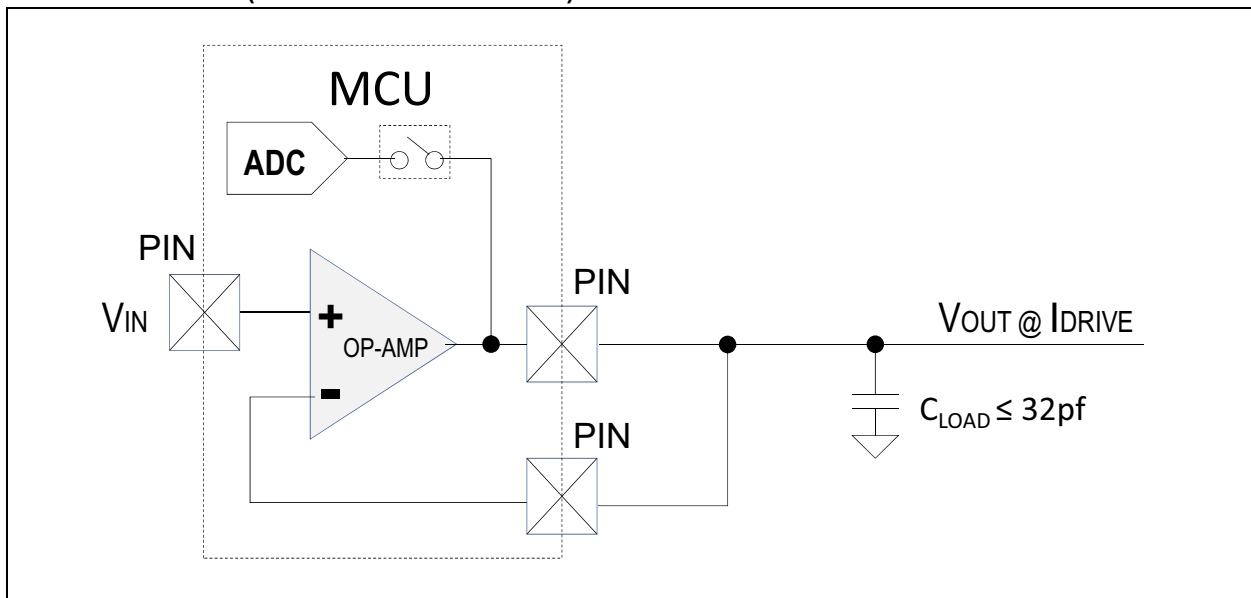 MCU
ADC
PIN
VIN
+
OP-AMP
-
PIN
VOUT @ IDRIVE
PIN
CLOAD ≤ 32pf